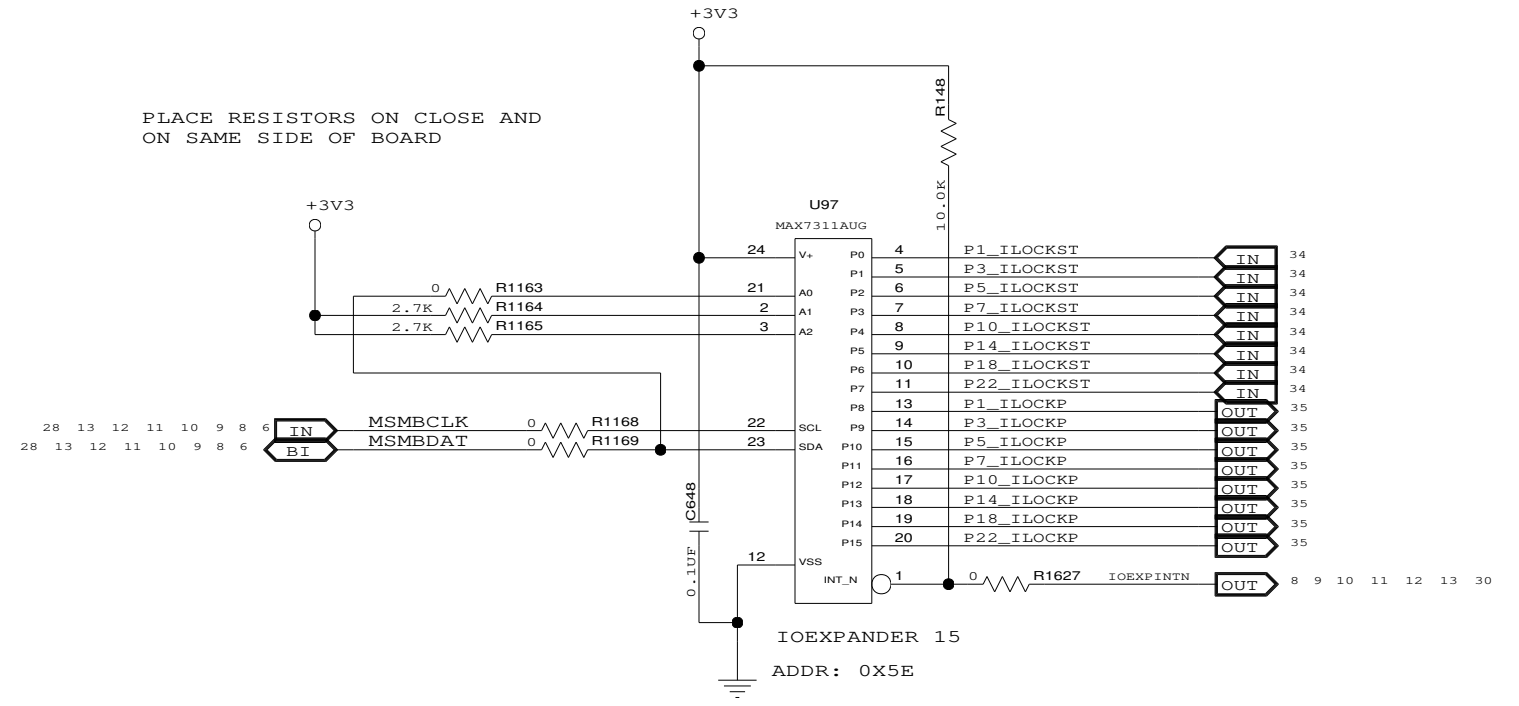 +3V3
PLACE RESISTORS ON CLOSE AND
ON SAME SIDE OF BOARD
R148
10.0K
+3V3
U97
MAX7311AUG
24 V+ P0 4 P1_ILOCKST IN 34
P1 5 P3_ILOCKST IN 34
0 R1163 21 A0 P2 6 P5_ILOCKST IN 34
2.7K R1164 2 A1 P3 7 P7_ILOCKST IN 34
2.7K R1165 3 A2 P4 8 P10_ILOCKST IN 34
P5 9 P14_ILOCKST IN 34
P6 10 P18_ILOCKST IN 34
P7 11 P22_ILOCKST IN 34
P8 13 P1_ILOCKP OUT 35
28 13 12 11 10 9 8 6 IN MSMBCLK 0 R1168 22 SCL P9 14 P3_ILOCKP OUT 35
28 13 12 11 10 9 8 6 BI MSMBDAT 0 R1169 23 SDA P10 15 P5_ILOCKP OUT 35
P11 16 P7_ILOCKP OUT 35
P12 17 P10_ILOCKP OUT 35
P13 18 P14_ILOCKP OUT 35
C648
P14 19 P18_ILOCKP OUT 35
P15 20 P22_ILOCKP OUT 35
0.1UF
12 VSS
INT_N 1 0 R1627 IOEXPINTN OUT 8 9 10 11 12 13 30
IOEXPANDER 15
ADDR: 0X5E